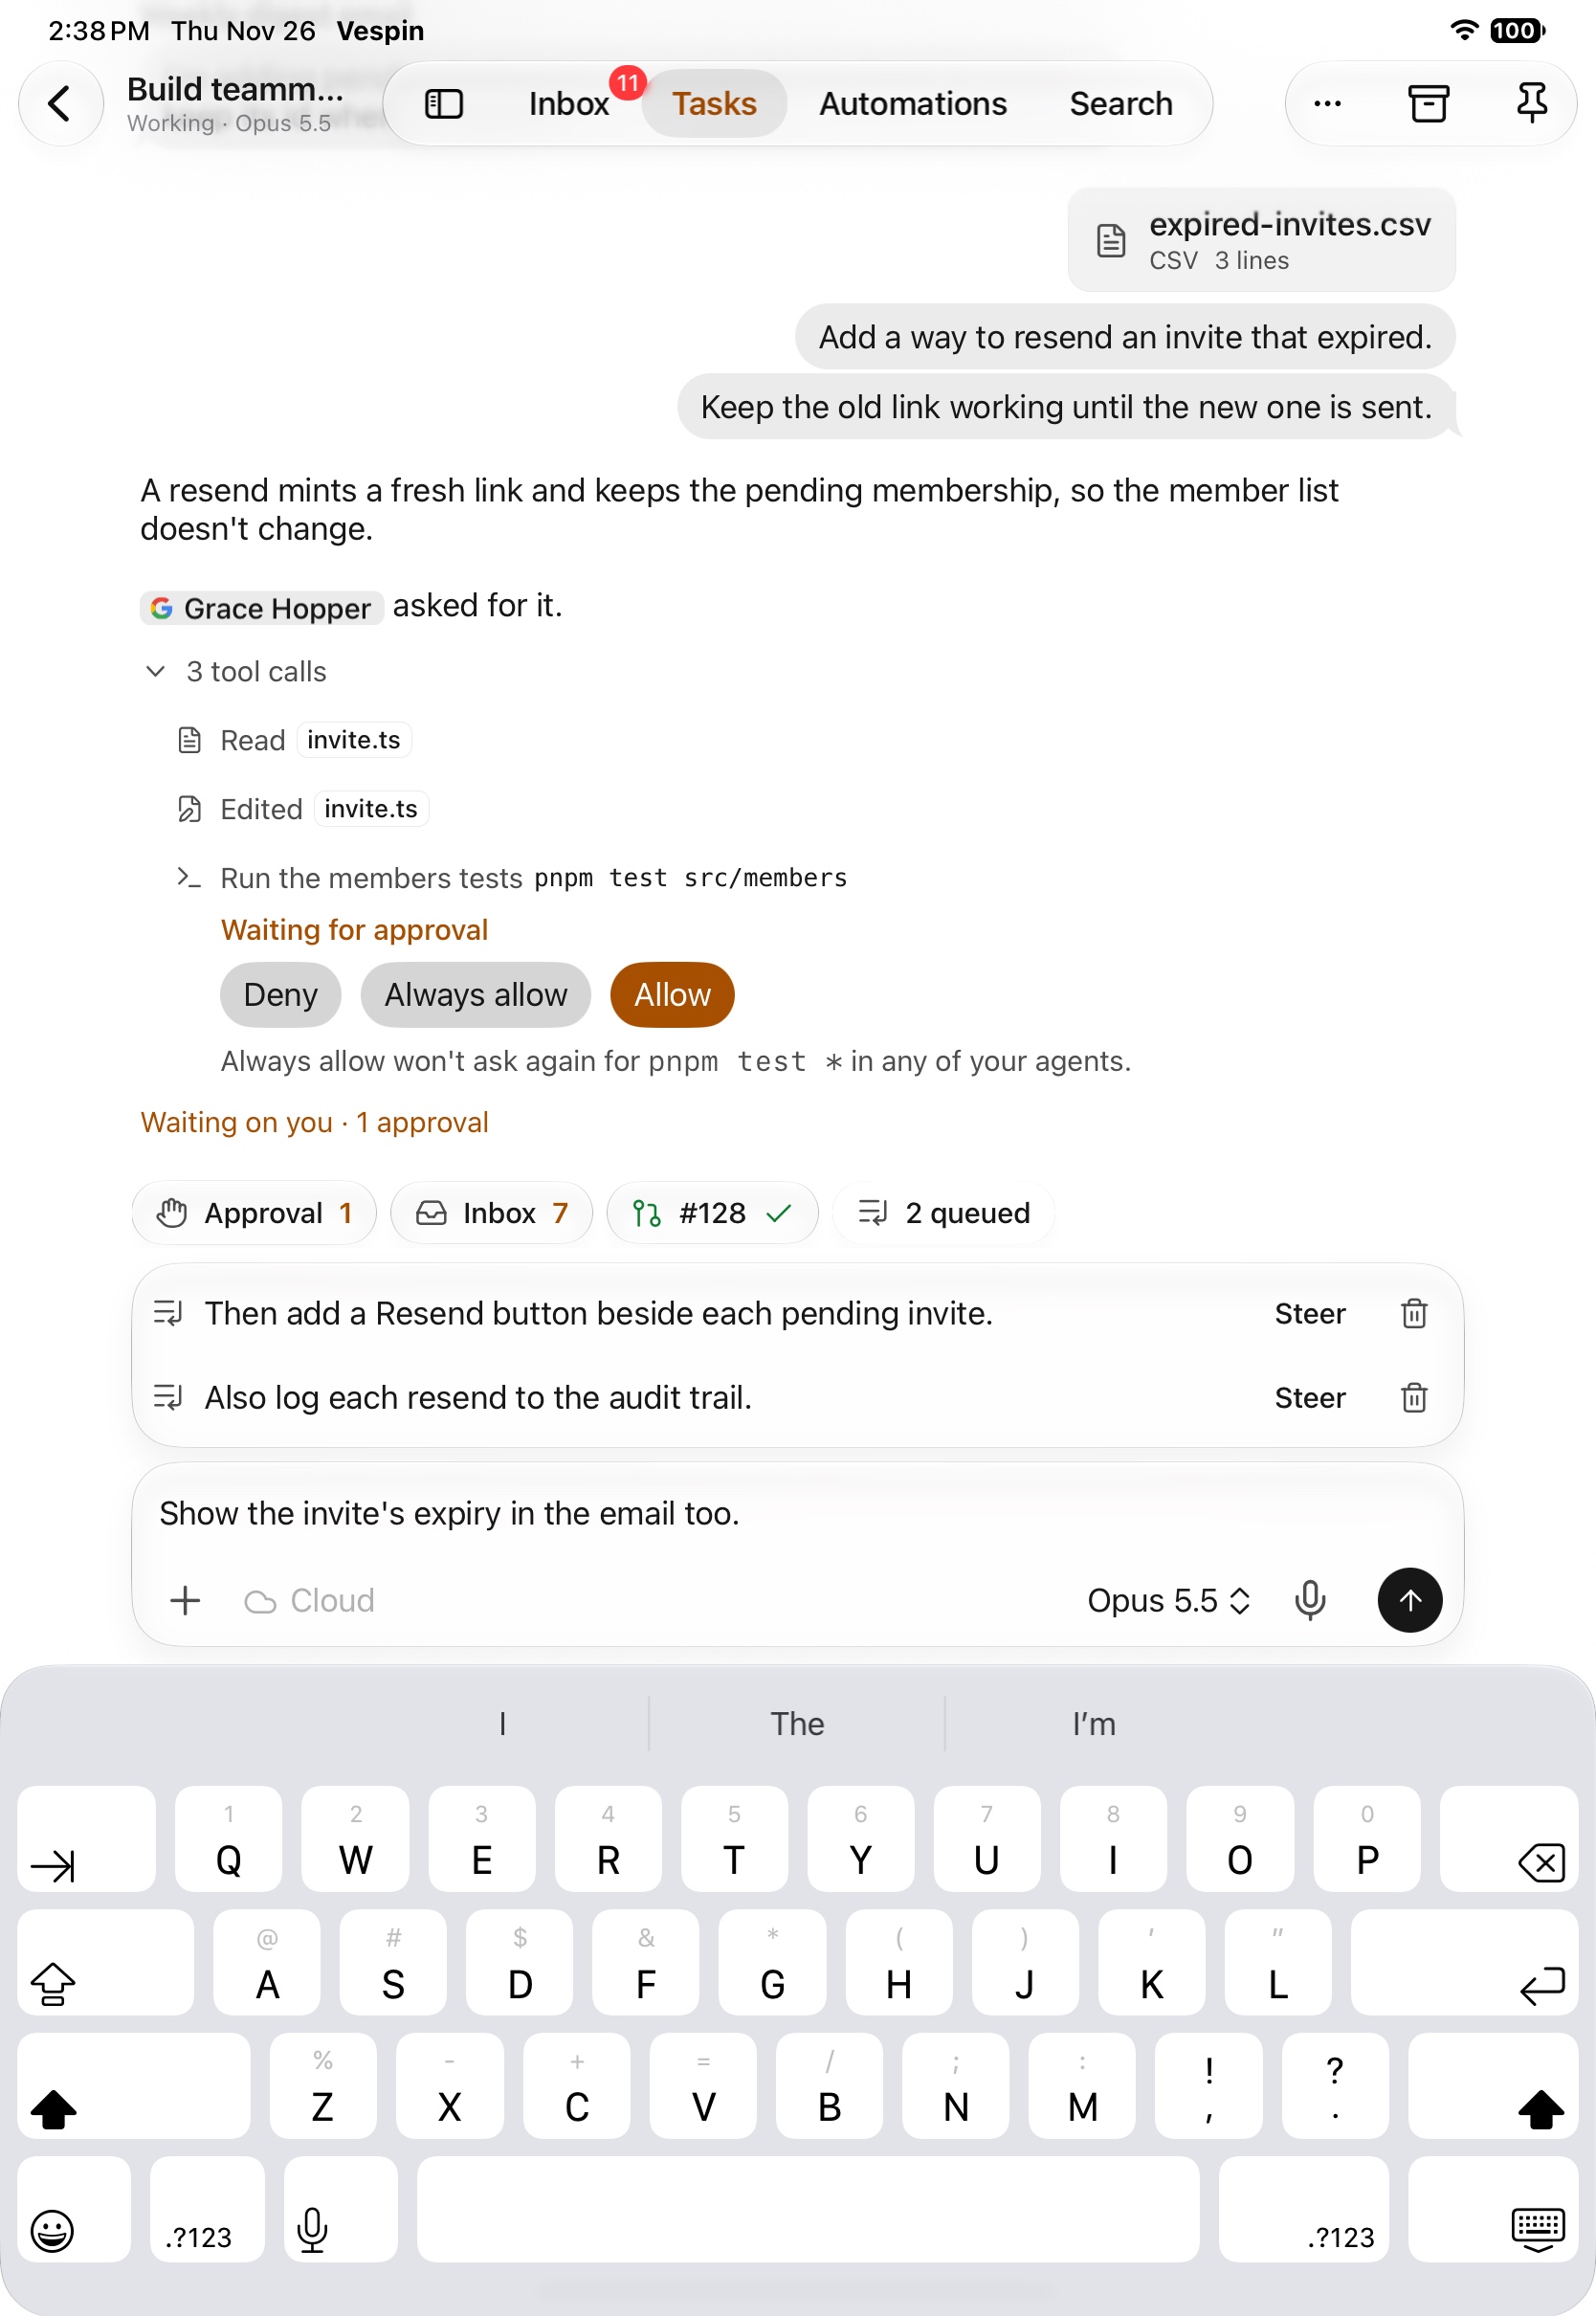 2:38 PM Thu Nov 26 Vespin
100
Build teamm...
Working · Opus 5.5
Inbox 11
Tasks
Automations
Search
expired-invites.csv
CSV 3 lines
Add a way to resend an invite that expired.
Keep the old link working until the new one is sent.
A resend mints a fresh link and keeps the pending membership, so the member list
doesn't change.
Grace Hopper asked for it.
3 tool calls
Read invite.ts
Edited invite.ts
Run the members tests pnpm test src/members
Waiting for approval
Deny Always allow Allow
Always allow won't ask again for pnpm test * in any of your agents.
Waiting on you · 1 approval
Approval 1 Inbox 7 #128 2 queued
Then add a Resend button beside each pending invite. Steer
Also log each resend to the audit trail. Steer
Show the invite's expiry in the email too.
Cloud Opus 5.5
I The I’m
1 2 3 4 5 6 7 8 9 0
Q W E R T Y U I O P
@ # $ & * ( ) ' "
A S D F G H J K L
% - + = / ; : ! ?
Z X C V B N M , .
.?123 .?123